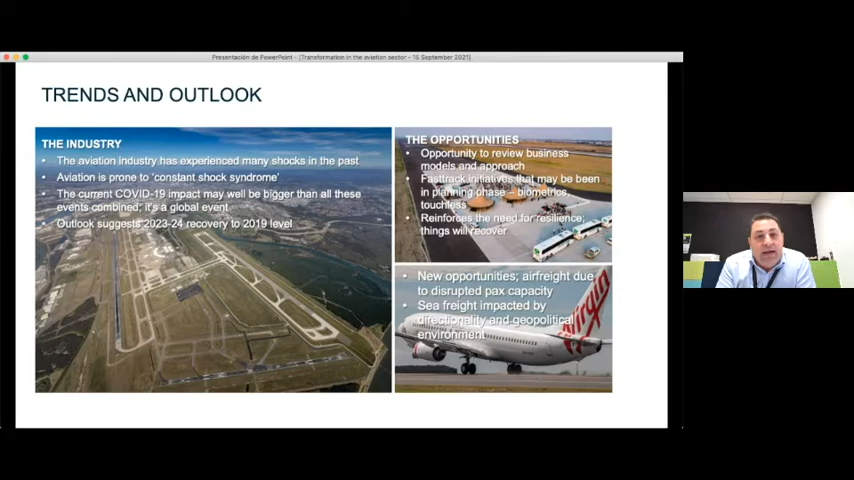 Presentación de PowerPoint - [Transformation in the aviation sector – 15 September 2021]
TRENDS AND OUTLOOK
THE INDUSTRY
• The aviation industry has experienced many shocks in the past
• Aviation is prone to 'constant shock syndrome'
• The current COVID-19 impact may well be bigger than all these
events combined; it's a global event
• Outlook suggests 2023-24 recovery to 2019 level
THE OPPORTUNITIES
• Opportunity to review business
models and approach
• Fasttrack initiatives that may be been
in planning phase – biometrics,
touchless
• Reinforces the need for resilience;
things will recover
• New opportunities; airfreight due
to disrupted pax capacity
• Sea freight impacted by
directionality and geopolitical
environment
Virgin